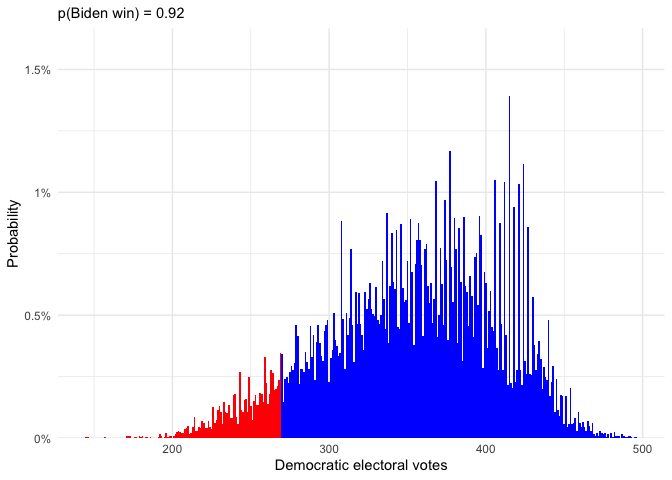 p(Biden win) = 0.92
1.5%
1%
0.5%
0%
Probability
200
300
400
500
Democratic electoral votes